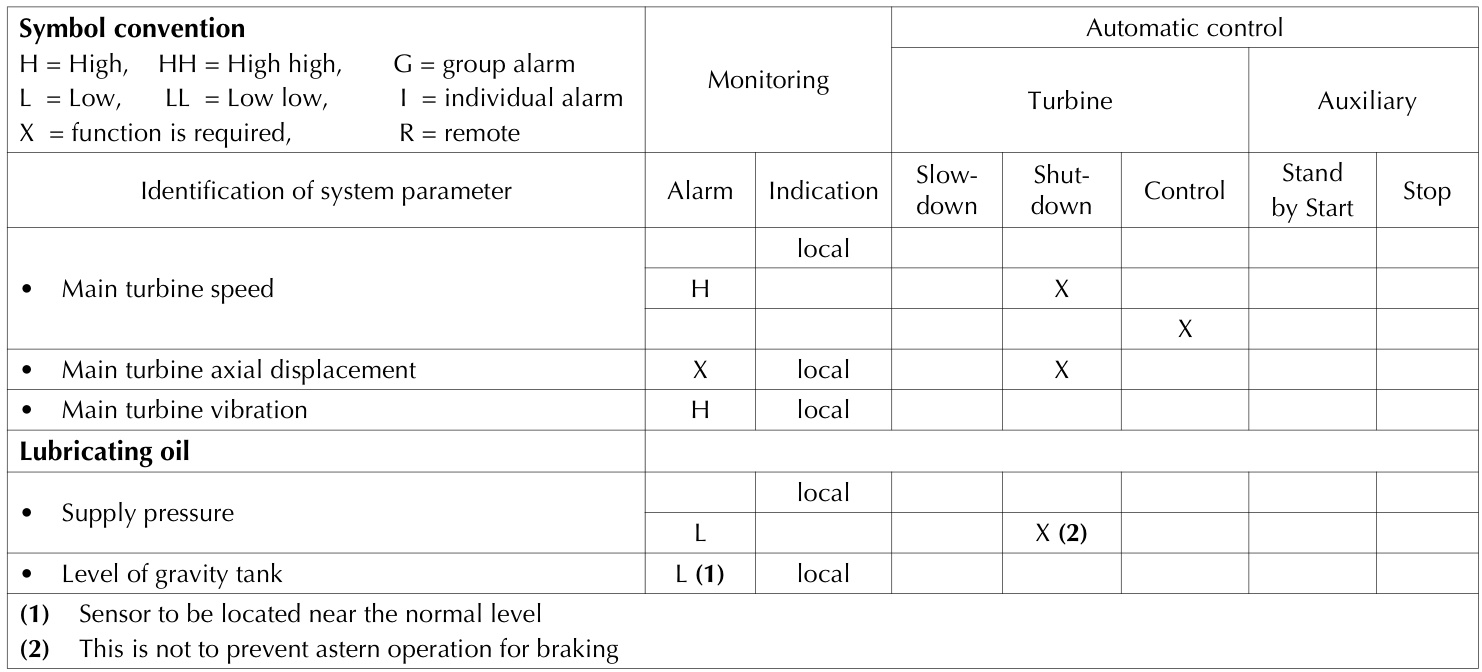 Symbol convention
H = High, HH = High high, G = group alarm
L = Low, LL = Low low, I = individual alarm
X = function is required, R = remote
Monitoring
Automatic control
Turbine
Auxiliary
Identification of system parameter
Alarm
Indication
Slow-
down
Shut-
down
Control
Stand
by Start
Stop
• Main turbine speed
local
H X
X
• Main turbine axial displacement X local X
• Main turbine vibration H local
Lubricating oil
• Supply pressure
local
L X (2)
• Level of gravity tank L (1) local
(1) Sensor to be located near the normal level
(2) This is not to prevent astern operation for braking